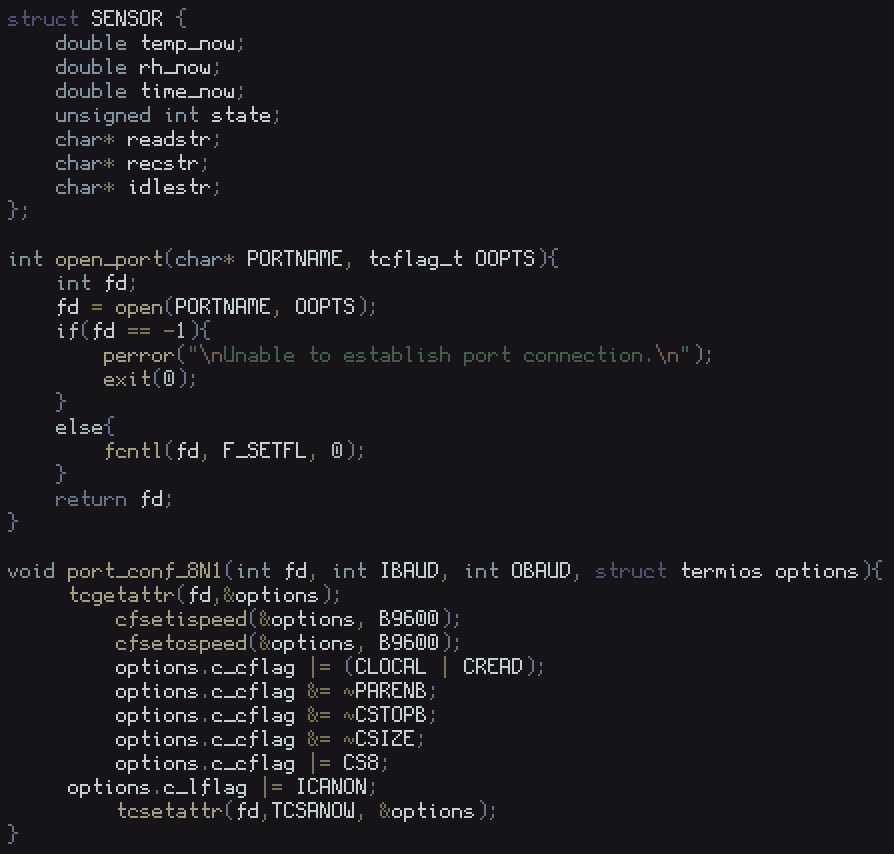 struct SENSOR {
    double temp_now;
    double rh_now;
    double time_now;
    unsigned int state;
    char* readstr;
    char* recstr;
    char* idlestr;
};

int open_port(char* PORTNAME, tcflag_t OOPTS){
    int fd;
    fd = open(PORTNAME, OOPTS);
    if(fd == -1){
        perror("\nUnable to establish port connection.\n");
        exit(0);
    }
    else{
        fcntl(fd, F_SETFL, 0);
    }
    return fd;
}

void port_conf_8N1(int fd, int IBAUD, int OBAUD, struct termios options){
     tcgetattr(fd,&options);
         cfsetispeed(&options, B9600);
         cfsetospeed(&options, B9600);
         options.c_cflag |= (CLOCAL | CREAD);
         options.c_cflag &= ~PARENB;
         options.c_cflag &= ~CSTOPB;
         options.c_cflag &= ~CSIZE;
         options.c_cflag |= CS8;
     options.c_lflag |= ICANON;
         tcsetattr(fd,TCSANOW, &options);
}